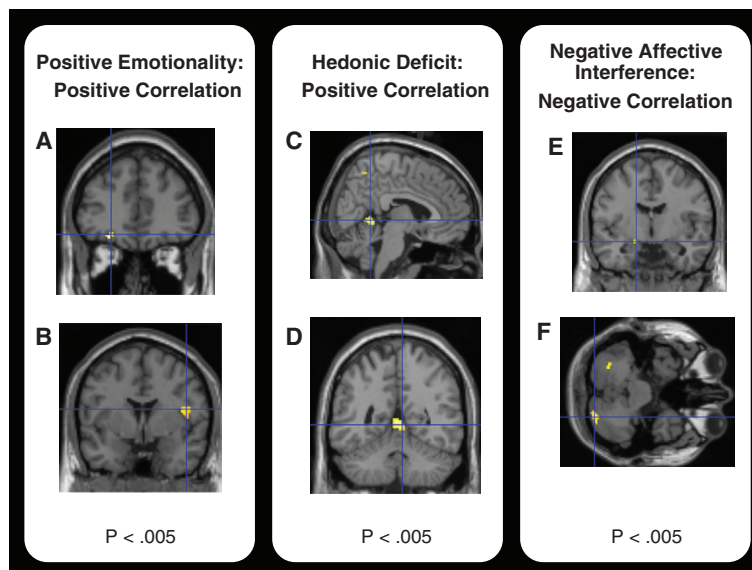 Positive Emotionality:
Positive Correlation
A
B
P < .005
Hedonic Deficit:
Positive Correlation
C
D
P < .005
Negative Affective
Interference:
Negative Correlation
E
F
P < .005